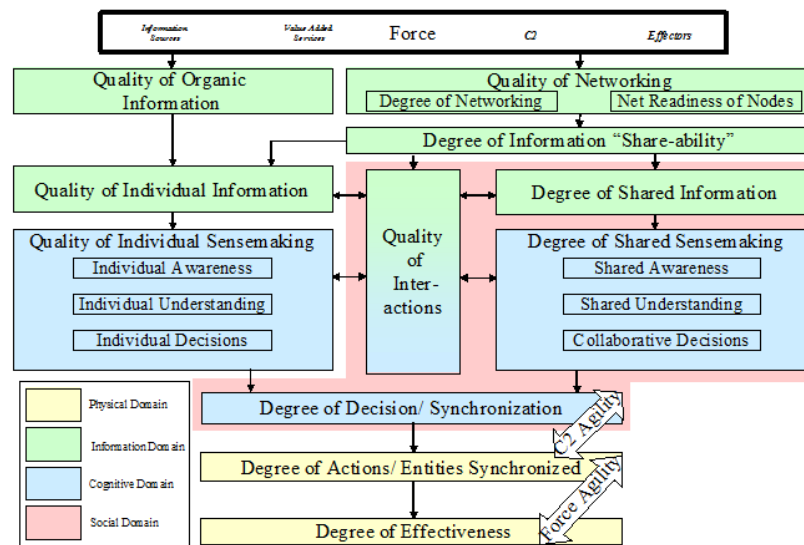 Information Sources
Value Added Services
Force
C2
Effectors
Quality of Organic
Information
Quality of Networking
Degree of Networking
Net Readiness of Nodes
Degree of Information “Share-ability”
Quality of Individual Information
Degree of Shared Information
Quality
of
Inter-
actions
Quality of Individual Sensemaking
Individual Awareness
Individual Understanding
Individual Decisions
Degree of Shared Sensemaking
Shared Awareness
Shared Understanding
Collaborative Decisions
Physical Domain
Information Domain
Cognitive Domain
Social Domain
Degree of Decision/ Synchronization
C2 Agility
Degree of Actions/ Entities Synchronized
Force Agility
Degree of Effectiveness